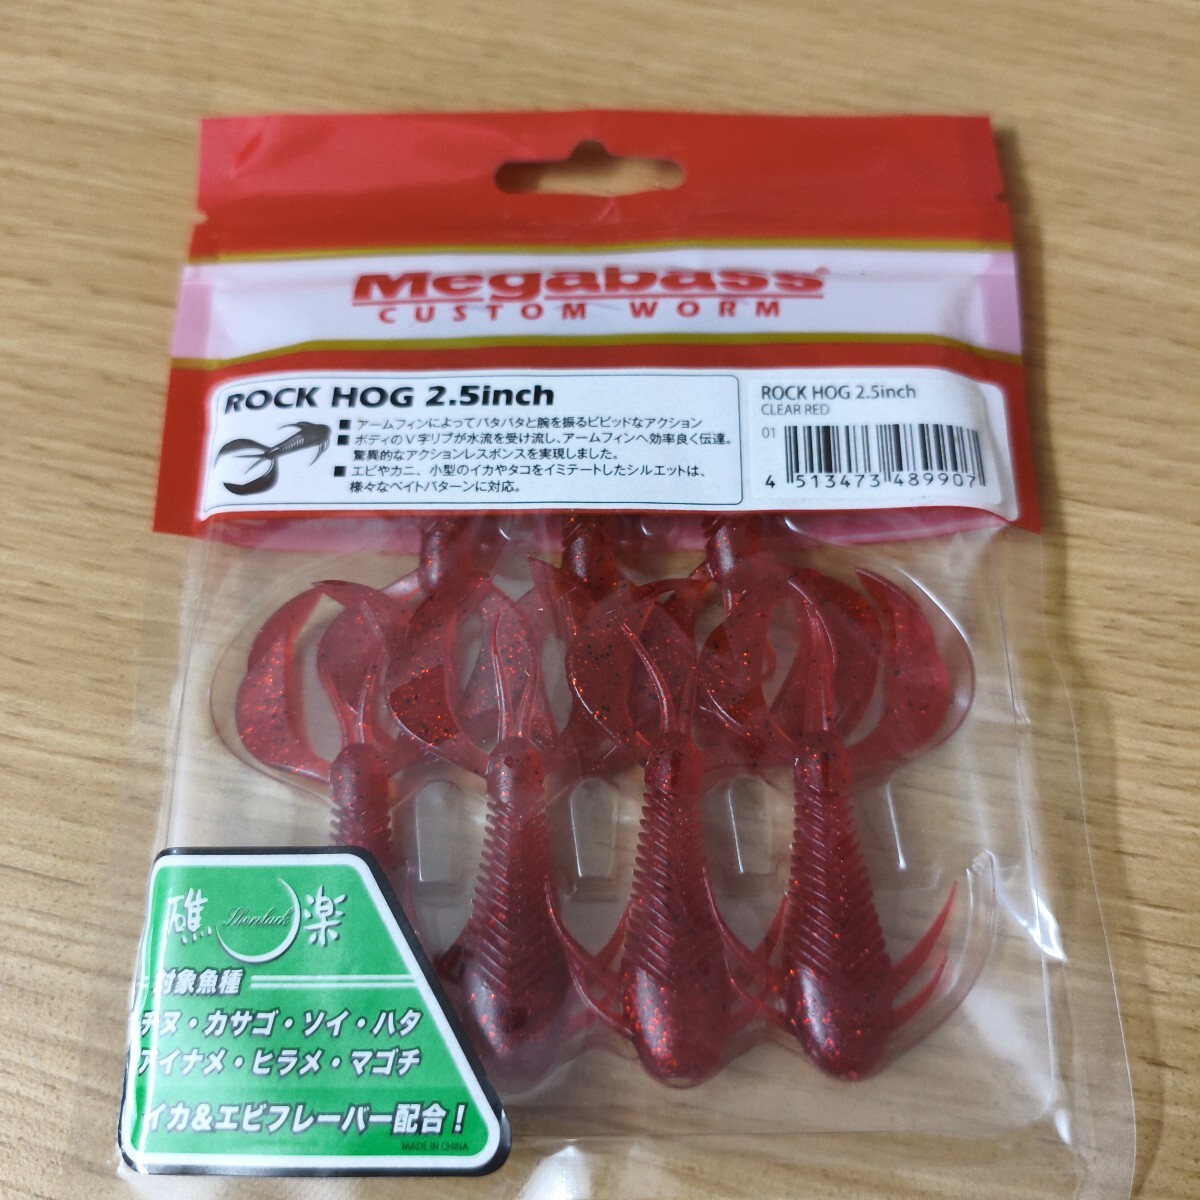 Megabass®
CUSTOM WORM
ROCK HOG 2.5inch
■ アームフィンによってバタバタと腕を振るビビッドなアクション
■ ボディのV字リブが水流を受け流し、アームフィンへ効率良く伝達。
驚異的なアクションレスポンスを実現しました。
■ エビやカニ、小型のイカやタコをイミテートしたシルエットは、
様々なベイトパターンに対応。
ROCK HOG 2.5inch
CLEAR RED
01
4 513473 489907
礁 Shoreluck 楽
対象魚種
チヌ・カサゴ・ソイ・ハタ
アイナメ・ヒラメ・マゴチ
イカ&エビフレーバー配合！
MADE IN CHINA